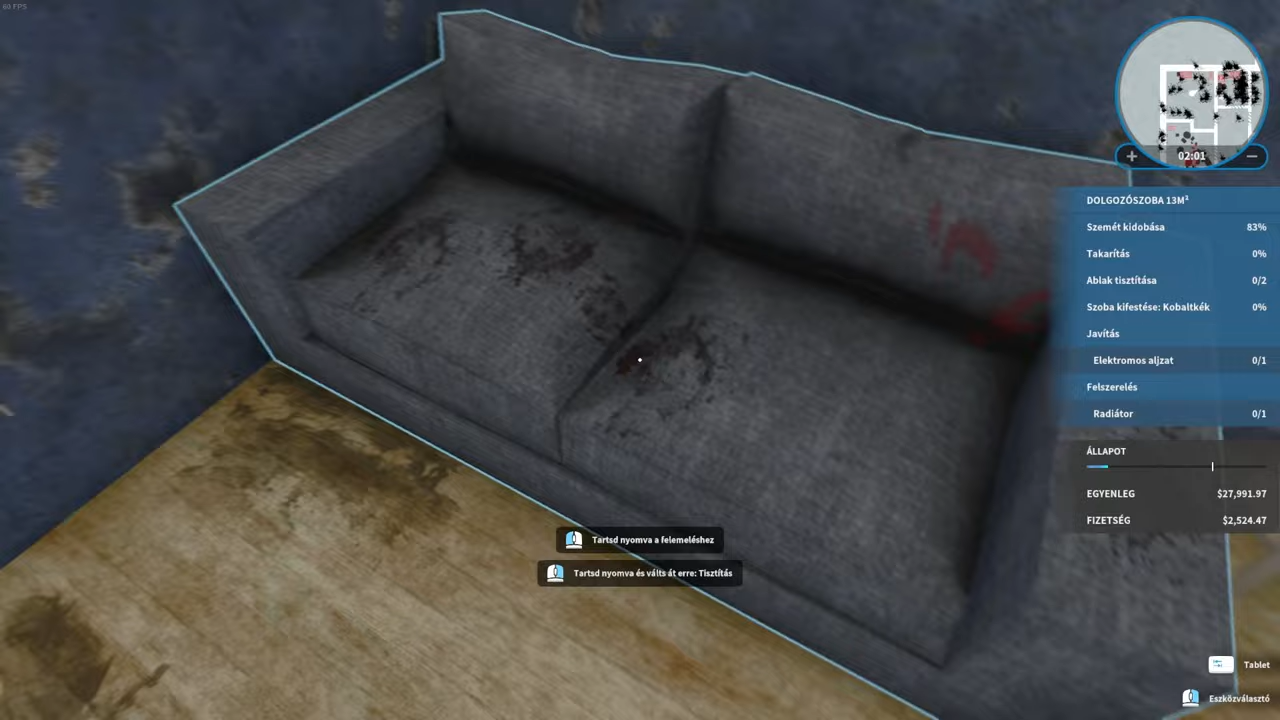 60 FPS
02:01
DOLGOZÓSZOBA 13M²
Szemét kidobása 83%
Takarítás 0%
Ablak tisztítása 0/2
Szoba kifestése: Kobaltkék 0%
Javítás
Elektromos aljzat 0/1
Felszerelés
Radiátor 0/1
ÁLLAPOT
EGYENLEG $27,991.97
FIZETSÉG $2,524.47
Tartsd nyomva a felemeléshez
Tartsd nyomva és válts át erre: Tisztítás
Tablet
Eszközválasztó